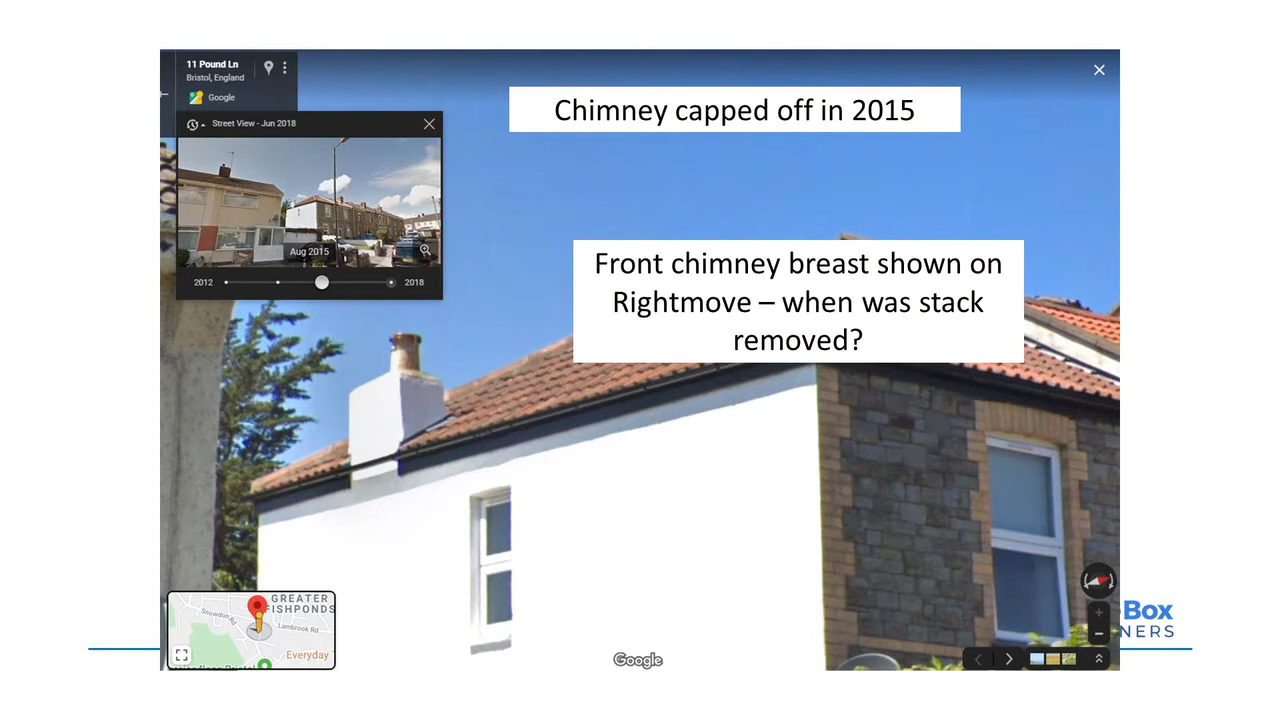 11 Pound Ln
Bristol, England
Google
Street View - Jun 2018
Aug 2015
2012
2018
Chimney capped off in 2015
Front chimney breast shown on
Rightmove – when was stack
removed?
GREATER
FISHPONDS
Snowdon Rd
Lambrook Rd
Everyday
Google
Box
NERS